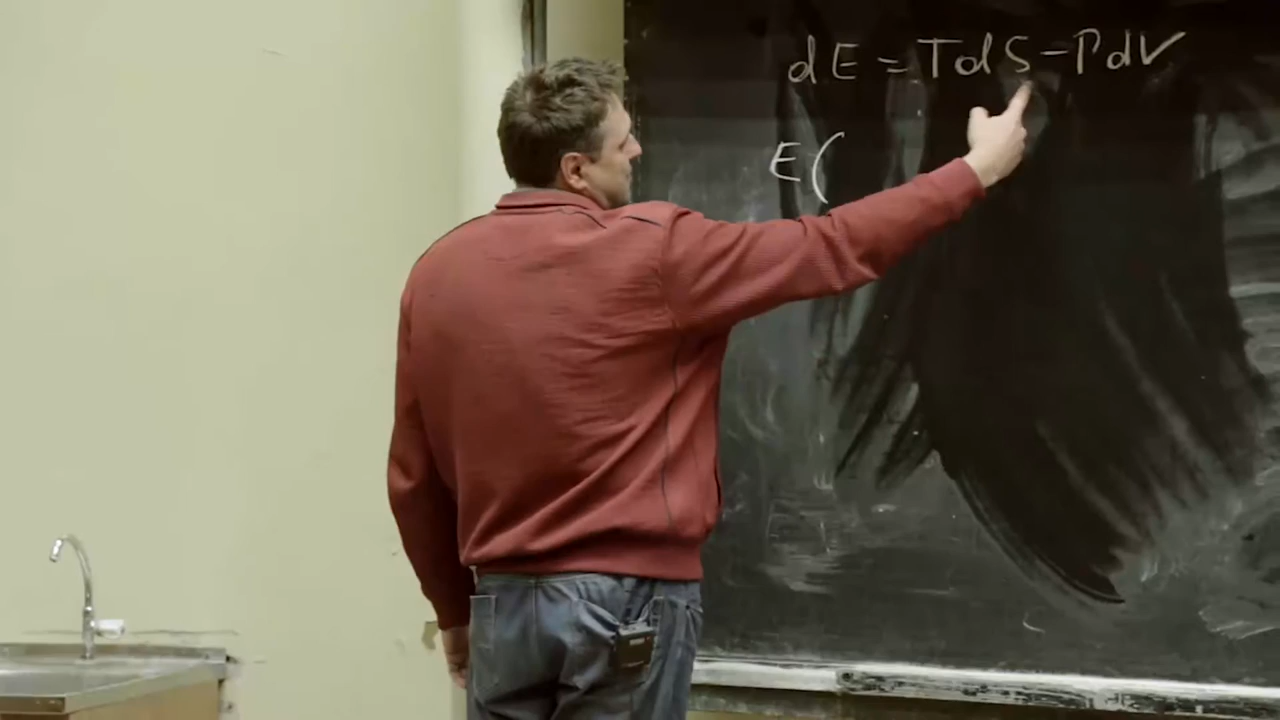 dE = TdS - PdV
E(